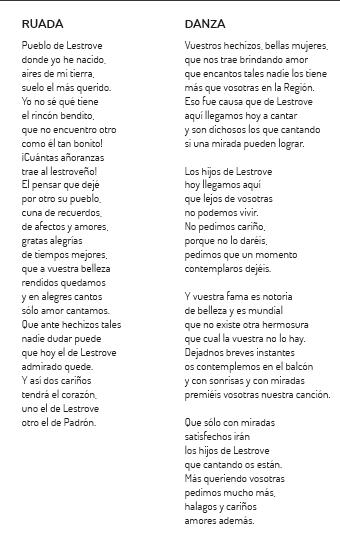 RUADA
Pueblo de Lestrove
donde yo he nacido,
aires de mi tierra,
suelo el más querido.
Yo no sé qué tiene
el rincón bendito,
que no encuentro otro
como él tan bonito!
¡Cuántas añoranzas
trae al lestroveño!
El pensar que dejé
por otro su pueblo,
cuna de recuerdos,
de afectos y amores,
gratas alegrías
de tiempos mejores,
que a vuestra belleza
rendidos quedamos
y en alegres cantos
sólo amor cantamos.
Que ante hechizos tales
nadie dudar puede
que hoy el de Lestrove
admirado quede.
Y así dos cariños
tendrá el corazón,
uno el de Lestrove
otro el de Padrón.
DANZA
Vuestros hechizos, bellas mujeres,
que nos trae brindando amor
que encantos tales nadie los tiene
más que vosotras en la Región.
Eso fue causa que de Lestrove
aquí llegamos hoy a cantar
y son dichosos los que cantando
si una mirada pueden lograr.
Los hijos de Lestrove
hoy llegamos aquí
que lejos de vosotras
no podemos vivir.
No pedimos cariño,
porque no lo daréis,
pedimos que un momento
contemplaros dejéis.
Y vuestra fama es notoria
de belleza y es mundial
que no existe otra hermosura
que cual la vuestra no lo hay.
Dejadnos breves instantes
os contemplemos en el balcón
y con sonrisas y con miradas
premiéis vosotras nuestra canción.
Que sólo con miradas
satisfechos irán
los hijos de Lestrove
que cantando os están.
Más queriendo vosotras
pedimos mucho más,
halagos y cariños
amores además.